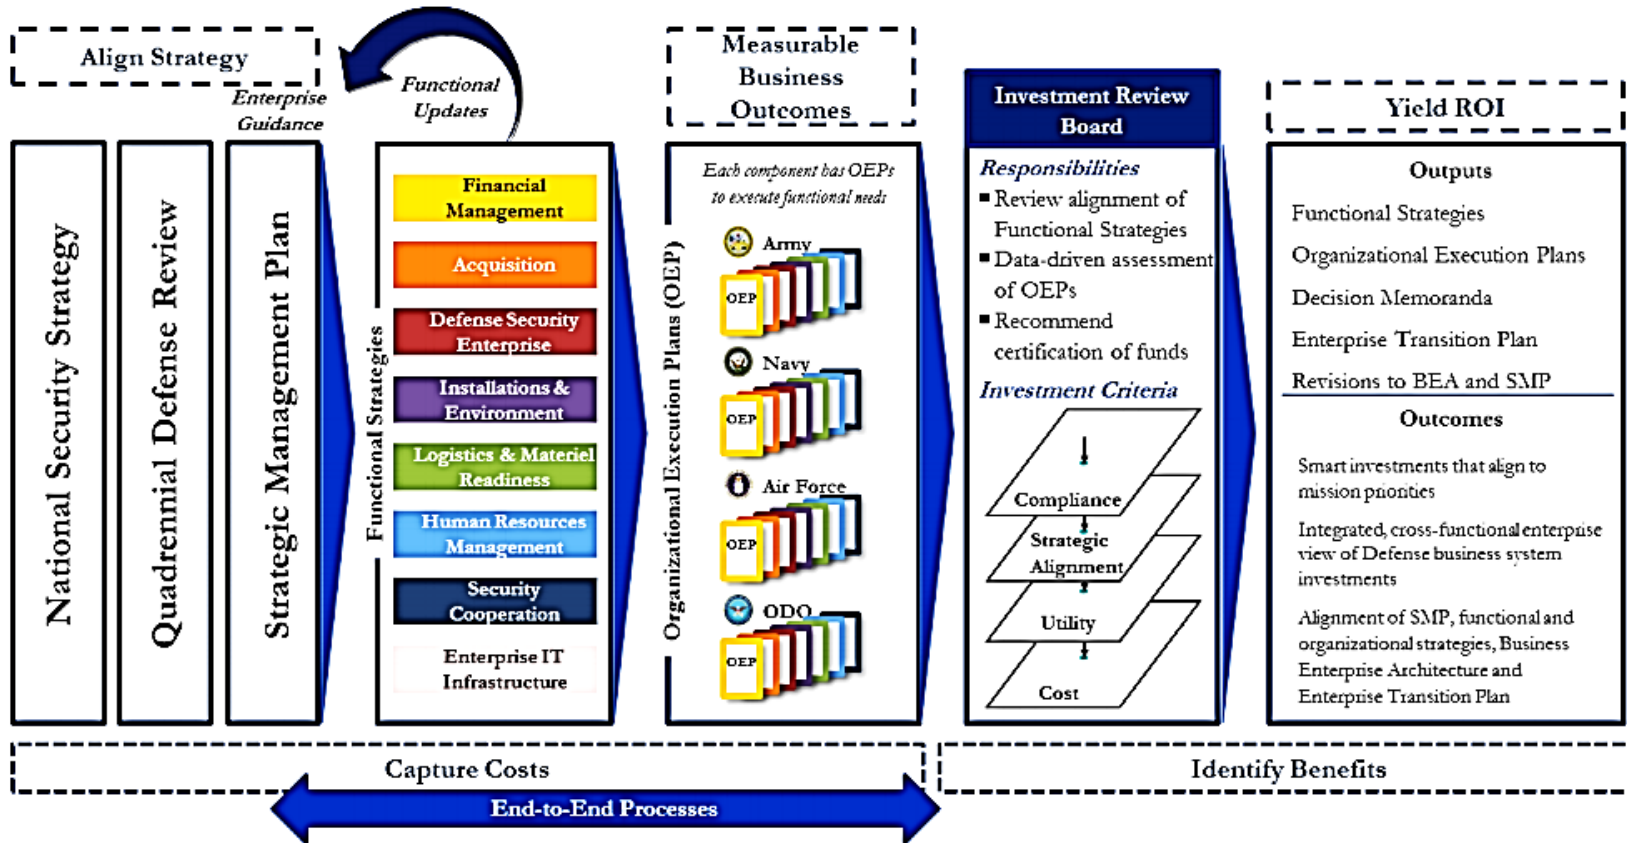 Align Strategy
Enterprise
Guidance
National Security Strategy
Quadrennial Defense Review
Strategic Management Plan
Functional
Updates
Functional Strategies
Financial
Management
Acquisition
Defense Security
Enterprise
Installations &
Environment
Logistics & Materiel
Readiness
Human Resources
Management
Security
Cooperation
Enterprise IT
Infrastructure
Measurable
Business
Outcomes
Organizational Execution Plans (OEP)
Each component has OEPs
to execute functional needs
Army
OEP
Navy
OEP
Air Force
OEP
ODO
OEP
Investment Review
Board
Responsibilities
▪ Review alignment of
Functional Strategies
▪ Data-driven assessment
of OEPs
▪ Recommend
certification of funds
Investment Criteria
Compliance
Strategic
Alignment
Utility
Cost
Yield ROI
Outputs
Functional Strategies
Organizational Execution Plans
Decision Memoranda
Enterprise Transition Plan
Revisions to BEA and SMP
Outcomes
Smart investments that align to
mission priorities
Integrated, cross-functional enterprise
view of Defense business system
investments
Alignment of SMP, functional and
organizational strategies, Business
Enterprise Architecture and
Enterprise Transition Plan
Capture Costs
Identify Benefits
End-to-End Processes